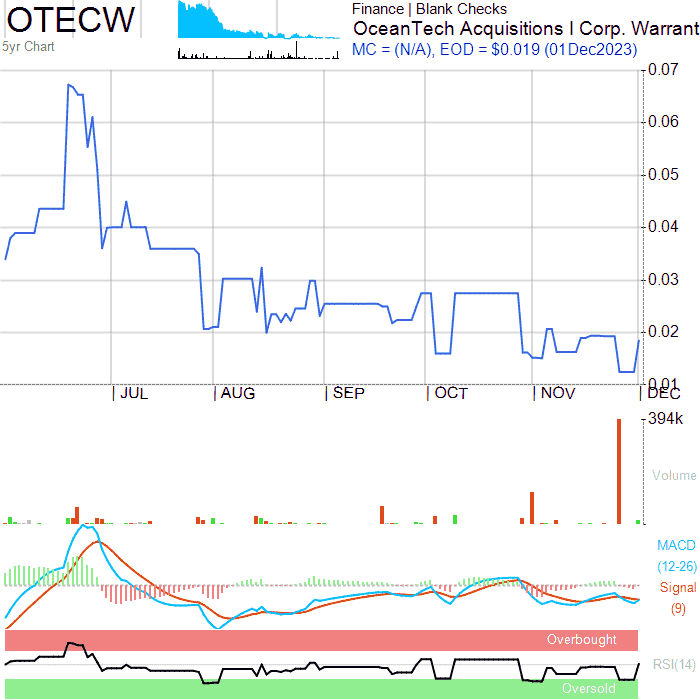 OTECW
5yr Chart
Finance | Blank Checks
OceanTech Acquisitions I Corp. Warrant
MC = (N/A), EOD = $0.019 (01Dec2023)
0.07
0.06
0.05
0.04
0.03
0.02
0.01
JUL
AUG
SEP
OCT
NOV
DEC
394k
Volume
MACD
(12-26)
Signal
(9)
Overbought
RSI(14)
Oversold